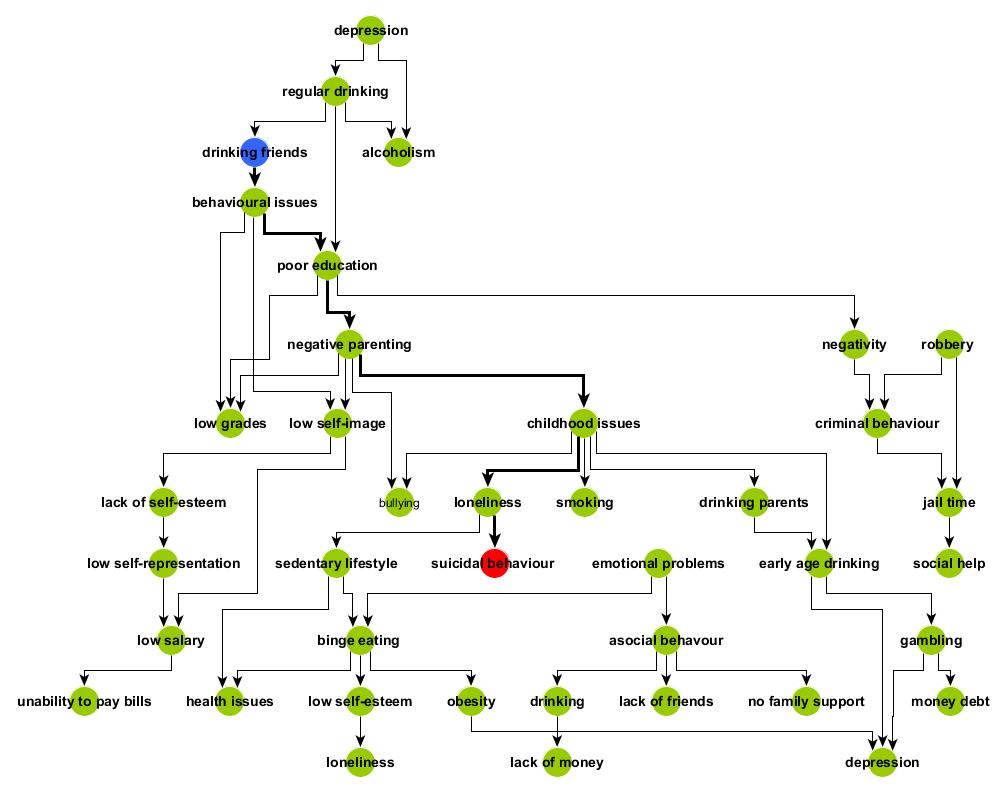 depression
regular drinking
drinking friends
alcoholism
behavioural issues
poor education
negative parenting
negativity
robbery
low grades
low self-image
childhood issues
criminal behaviour
lack of self-esteem
bullying
loneliness
smoking
drinking parents
jail time
low self-representation
sedentary lifestyle
suicidal behaviour
emotional problems
early age drinking
social help
low salary
binge eating
asocial behavour
gambling
unability to pay bills
health issues
low self-esteem
obesity
drinking
lack of friends
no family support
money debt
loneliness
lack of money
depression